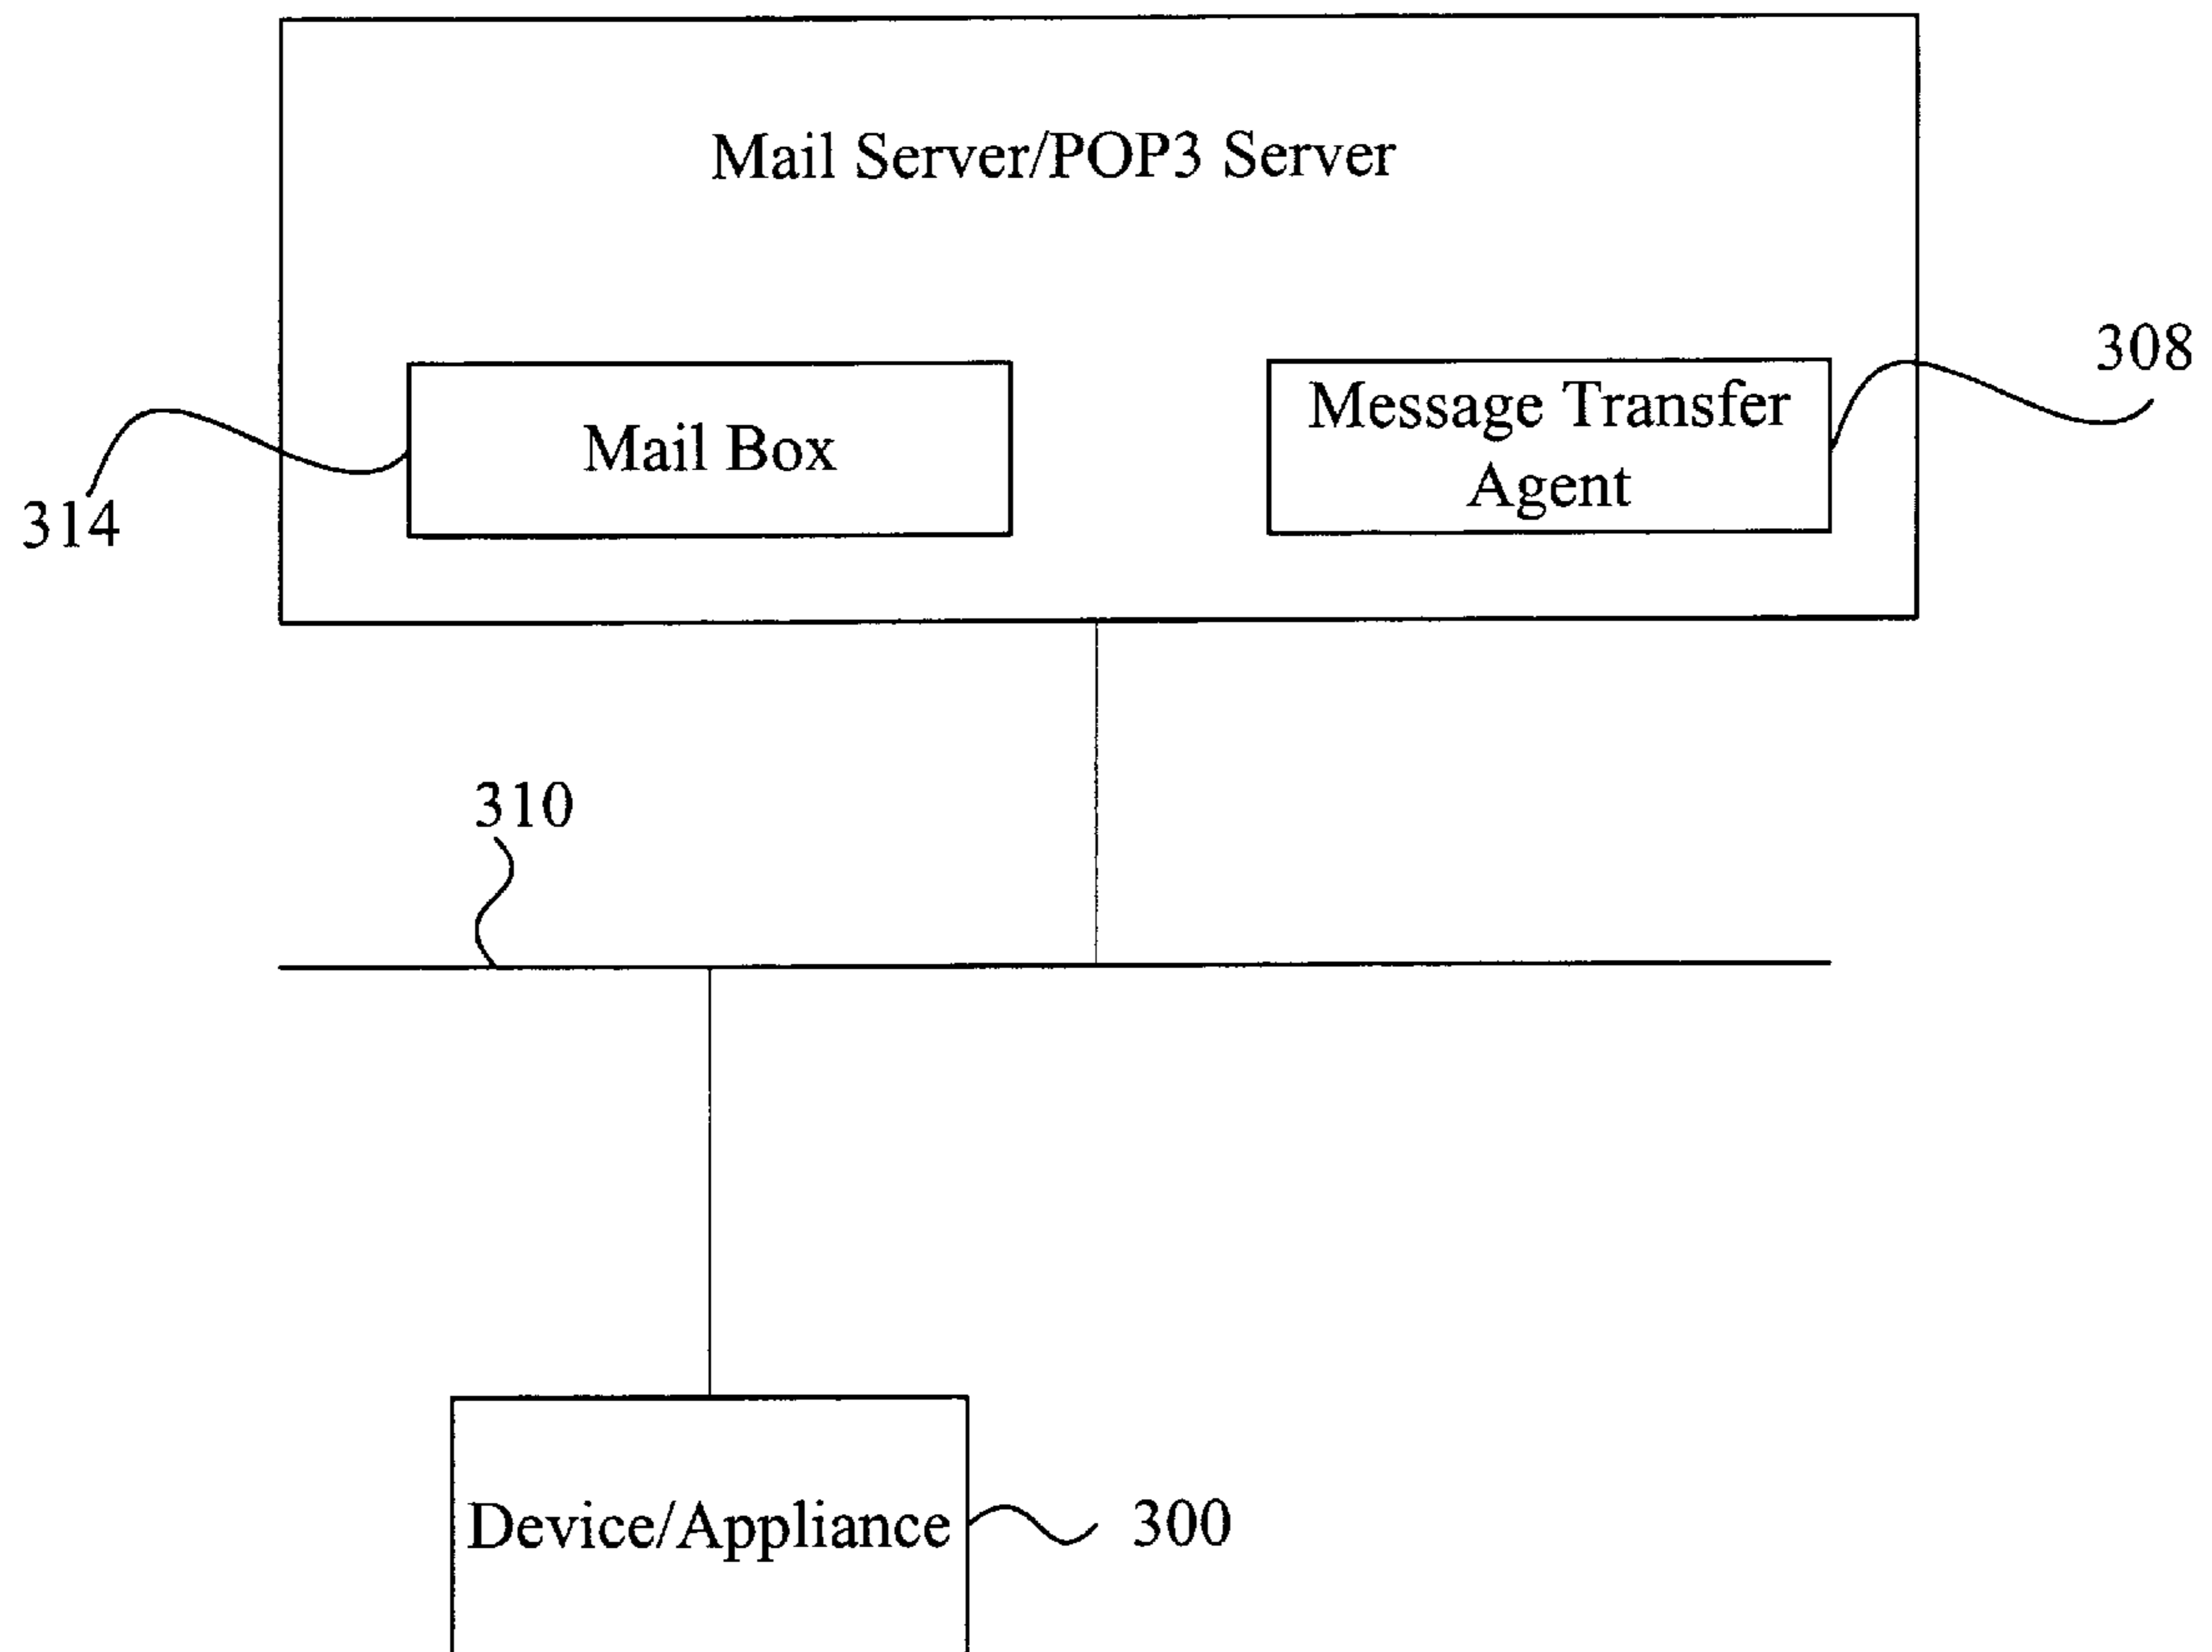 Mail Server/POP3 Server
308
Message Transfer
Agent
Mail Box
314
310
Device/Appliance
300